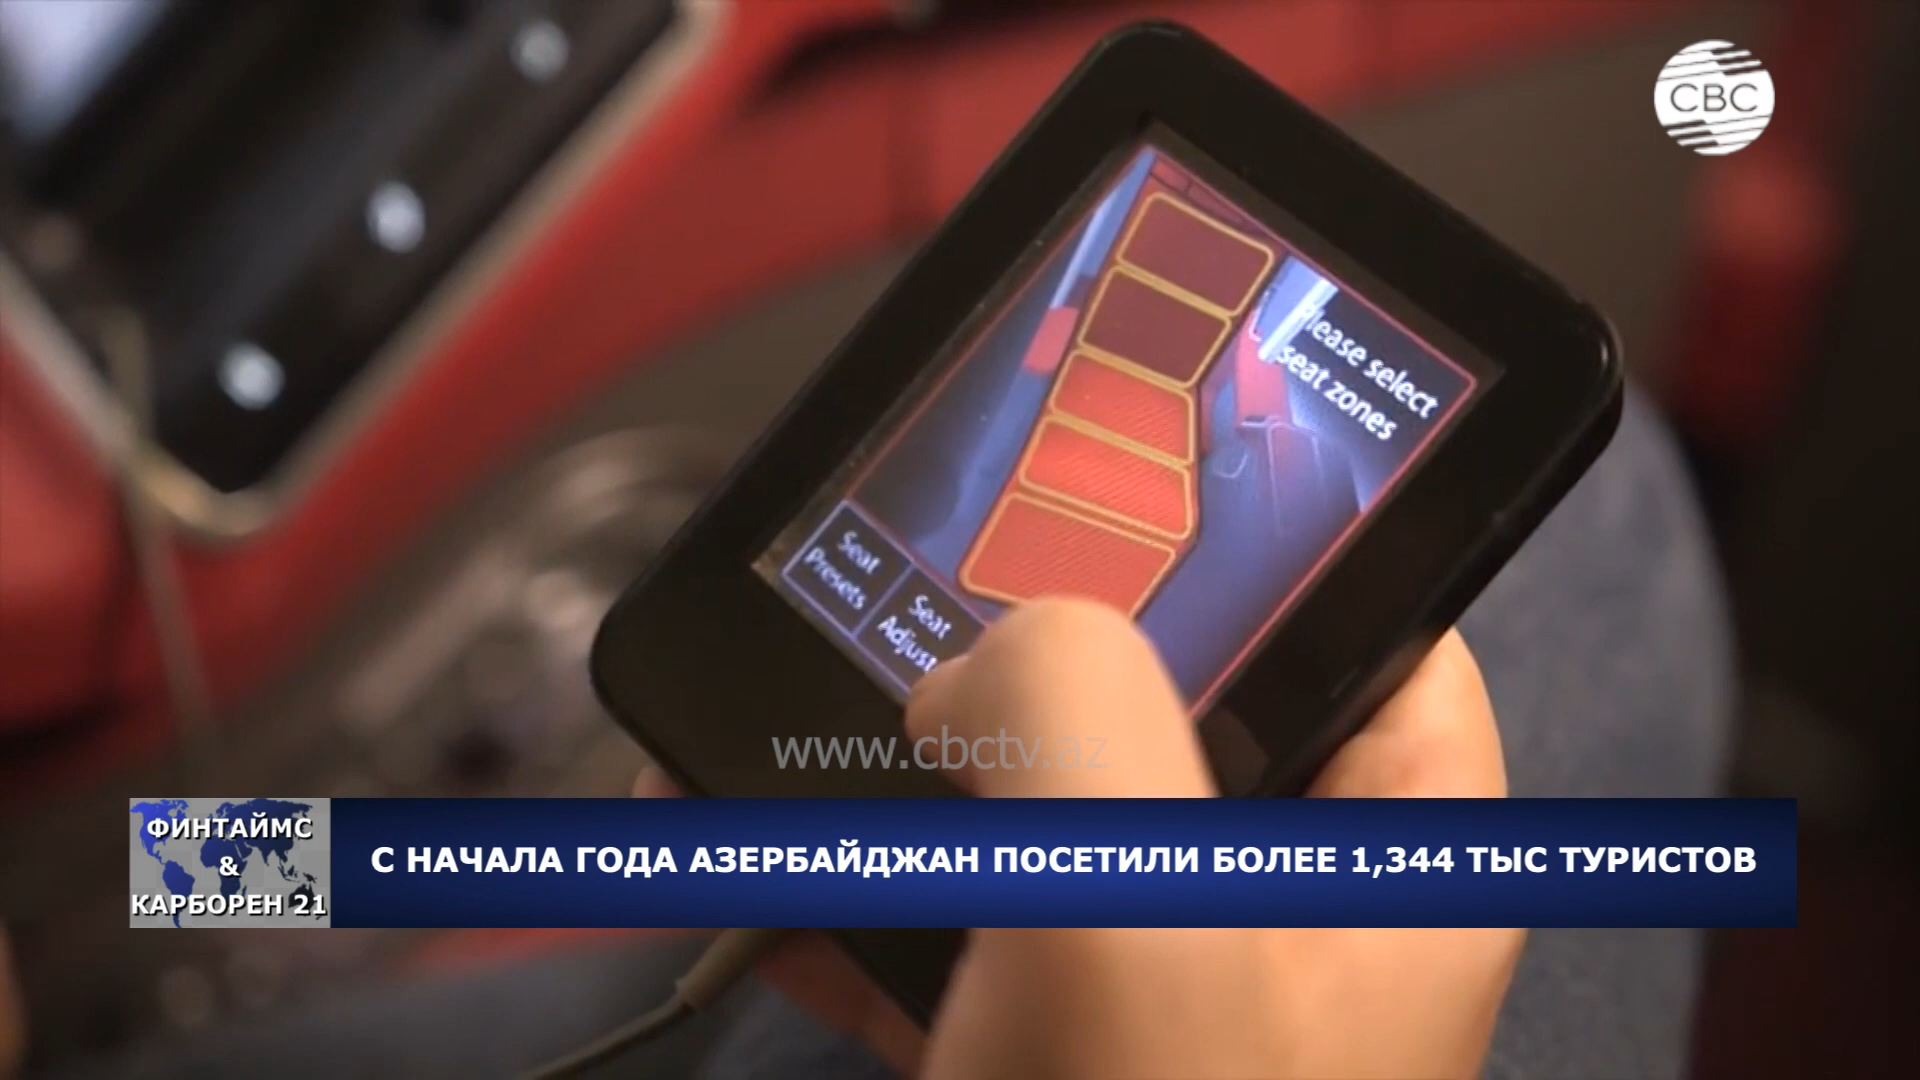 CBC
Please select
seat zones
Seat
Presets
Seat
Adjust
www.cbctv.az
ФИНТАЙМС
&
КАРБОРЕН 21
С НАЧАЛА ГОДА АЗЕРБАЙДЖАН ПОСЕТИЛИ БОЛЕЕ 1,344 ТЫС ТУРИСТОВ